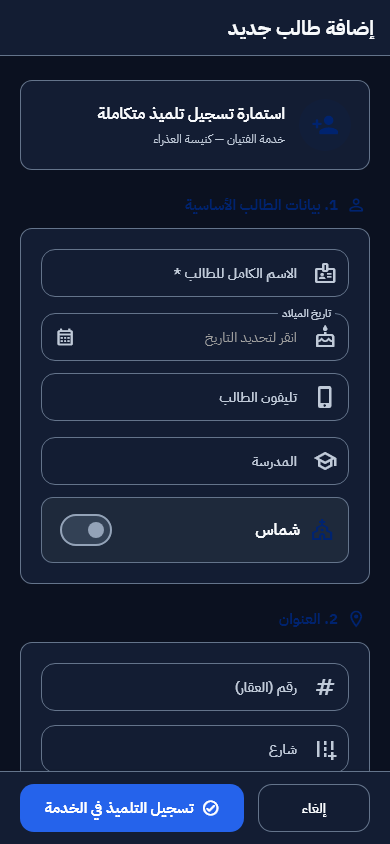 إضافة طالب جديد
استمارة تسجيل تلميذ متكاملة
خدمة الفتيان – كنيسة العذراء
1. بيانات الطالب الأساسية
الاسم الكامل للطالب *
تاريخ الميلاد
انقر لتحديد التاريخ
تليفون الطالب
المدرسة
شماس
2. العنوان
رقم (العقار)
شارع
تسجيل التلميذ في الخدمة
إلغاء